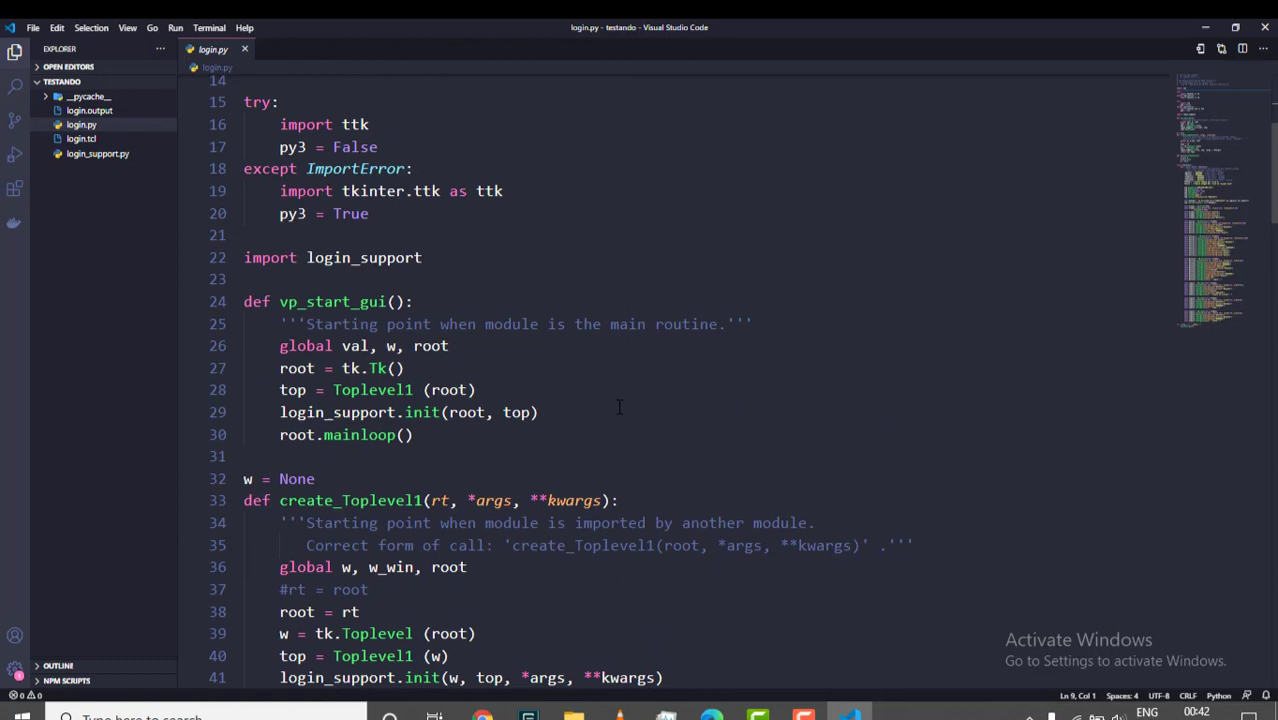 File Edit Selection View Go Run Terminal Help
login.py - testando - Visual Studio Code
EXPLORER
OPEN EDITORS
TESTANDO
__pycache__
login.output
login.py
login.tcl
login_support.py
OUTLINE
NPM SCRIPTS
login.py
login.py
14
15 try:
16 import ttk
17 py3 = False
18 except ImportError:
19 import tkinter.ttk as ttk
20 py3 = True
21
22 import login_support
23
24 def vp_start_gui():
25 '''Starting point when module is the main routine.'''
26 global val, w, root
27 root = tk.Tk()
28 top = Toplevel1 (root)
29 login_support.init(root, top)
30 root.mainloop()
31
32 w = None
33 def create_Toplevel1(rt, *args, **kwargs):
34 '''Starting point when module is imported by another module.
35 Correct form of call: 'create_Toplevel1(root, *args, **kwargs)' .'''
36 global w, w_win, root
37 #rt = root
38 root = rt
39 w = tk.Toplevel (root)
40 top = Toplevel1 (w)
41 login_support.init(w, top, *args, **kwargs)
Activate Windows
Go to Settings to activate Windows.
0 0
Ln 9, Col 1 Spaces: 4 UTF-8 CRLF Python
Type here to search
ENG
00:42